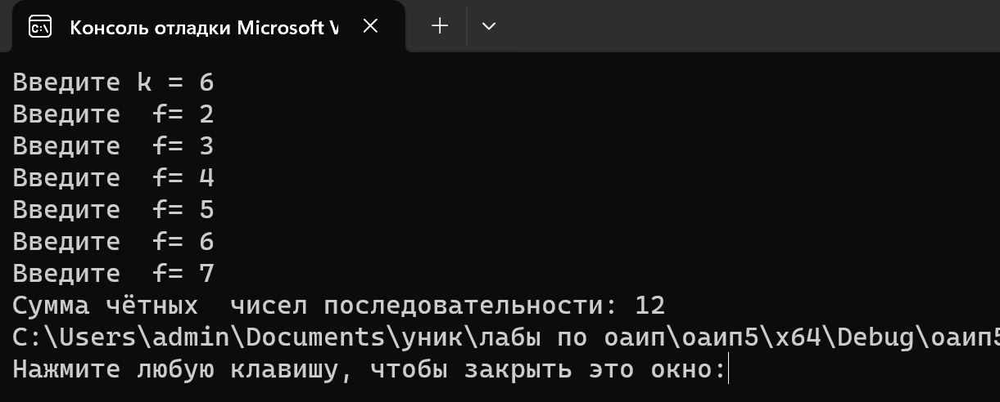 Консоль отладки Microsoft V
Введите k = 6
Введите  f= 2
Введите  f= 3
Введите  f= 4
Введите  f= 5
Введите  f= 6
Введите  f= 7
Сумма чётных  чисел последовательности: 12
C:\Users\admin\Documents\уник\лабы по оаип\оаип5\x64\Debug\оаип5
Нажмите любую клавишу, чтобы закрыть это окно: